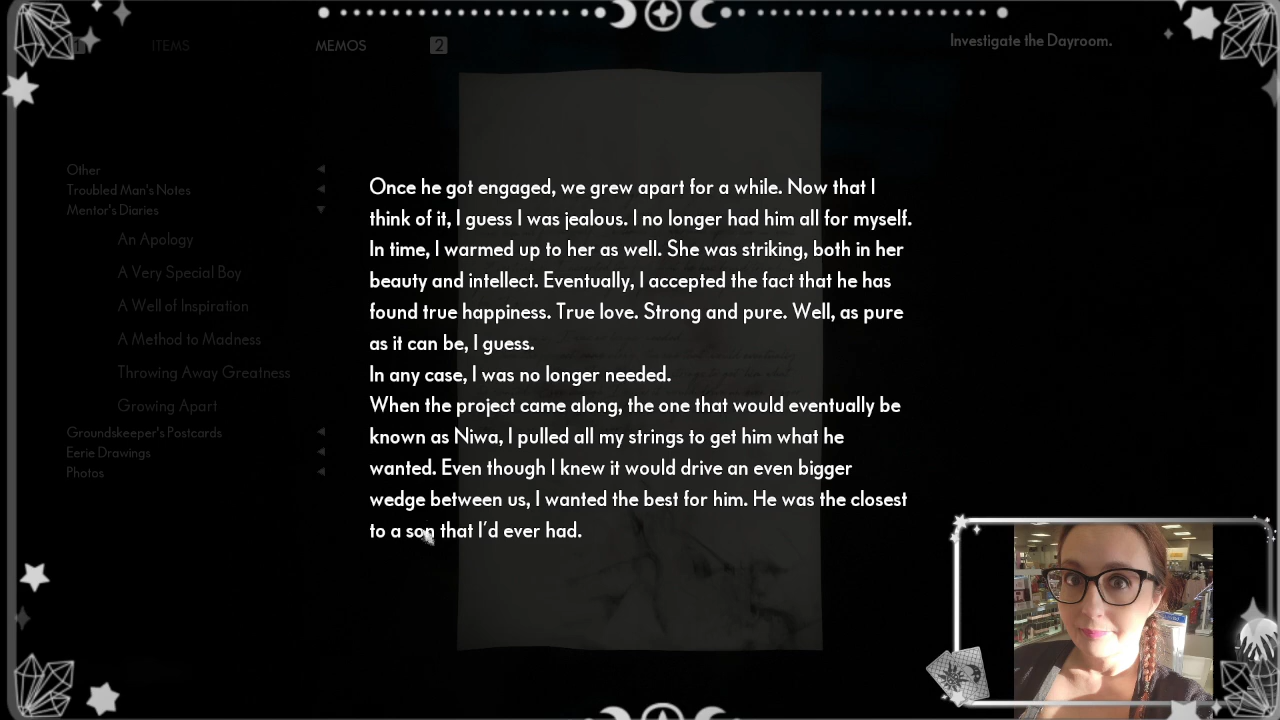 1
ITEMS
MEMOS
2
Investigate the Dayroom.
Other
Troubled Man's Notes
Mentor's Diaries
An Apology
A Very Special Boy
A Well of Inspiration
A Method to Madness
Throwing Away Greatness
Growing Apart
Groundskeeper's Postcards
Eerie Drawings
Photos
Once he got engaged, we grew apart for a while. Now that I
think of it, I guess I was jealous. I no longer had him all for myself.
In time, I warmed up to her as well. She was striking, both in her
beauty and intellect. Eventually, I accepted the fact that he has
found true happiness. True love. Strong and pure. Well, as pure
as it can be, I guess.
In any case, I was no longer needed.
When the project came along, the one that would eventually be
known as Niwa, I pulled all my strings to get him what he
wanted. Even though I knew it would drive an even bigger
wedge between us, I wanted the best for him. He was the closest
to a son that I'd ever had.